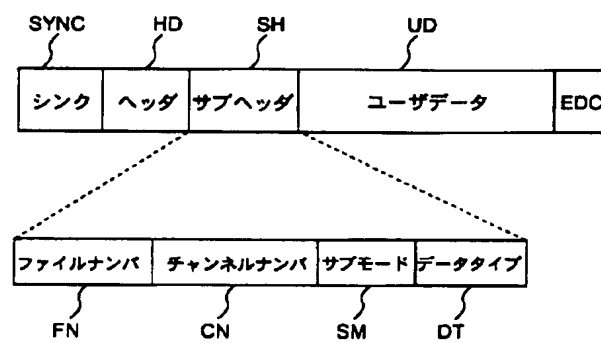 SYNC HD SH UD
シンク ヘッダ サブヘッダ ユーザデータ EDC
ファイルナンバ チャンネルナンバ サブモード データタイプ
FN CN SM DT